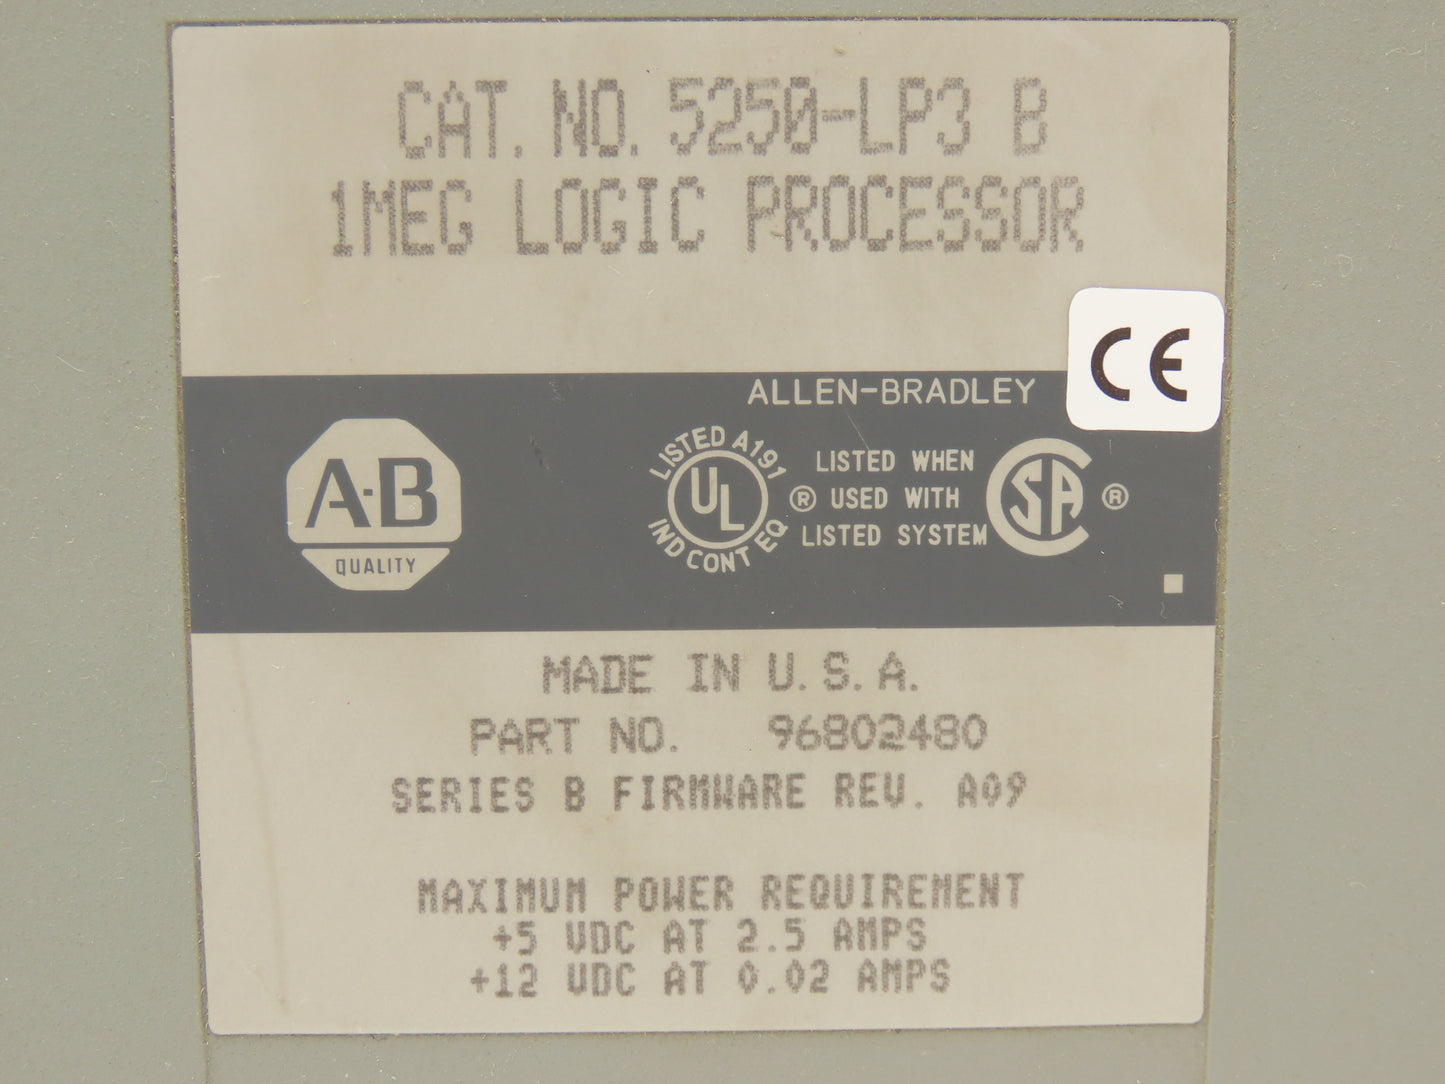 CAT. NO. 5250-LP3 B
1MEG LOGIC PROCESSOR
CE
ALLEN-BRADLEY
A·B
QUALITY
LISTED A191
UL
IND CONT EQ
®
LISTED WHEN
USED WITH
LISTED SYSTEM
SA
®
MADE IN U.S.A.
PART NO. 96802480
SERIES B FIRMWARE REV. A09
MAXIMUM POWER REQUIREMENT
+5 VDC AT 2.5 AMPS
+12 VDC AT 0.02 AMPS